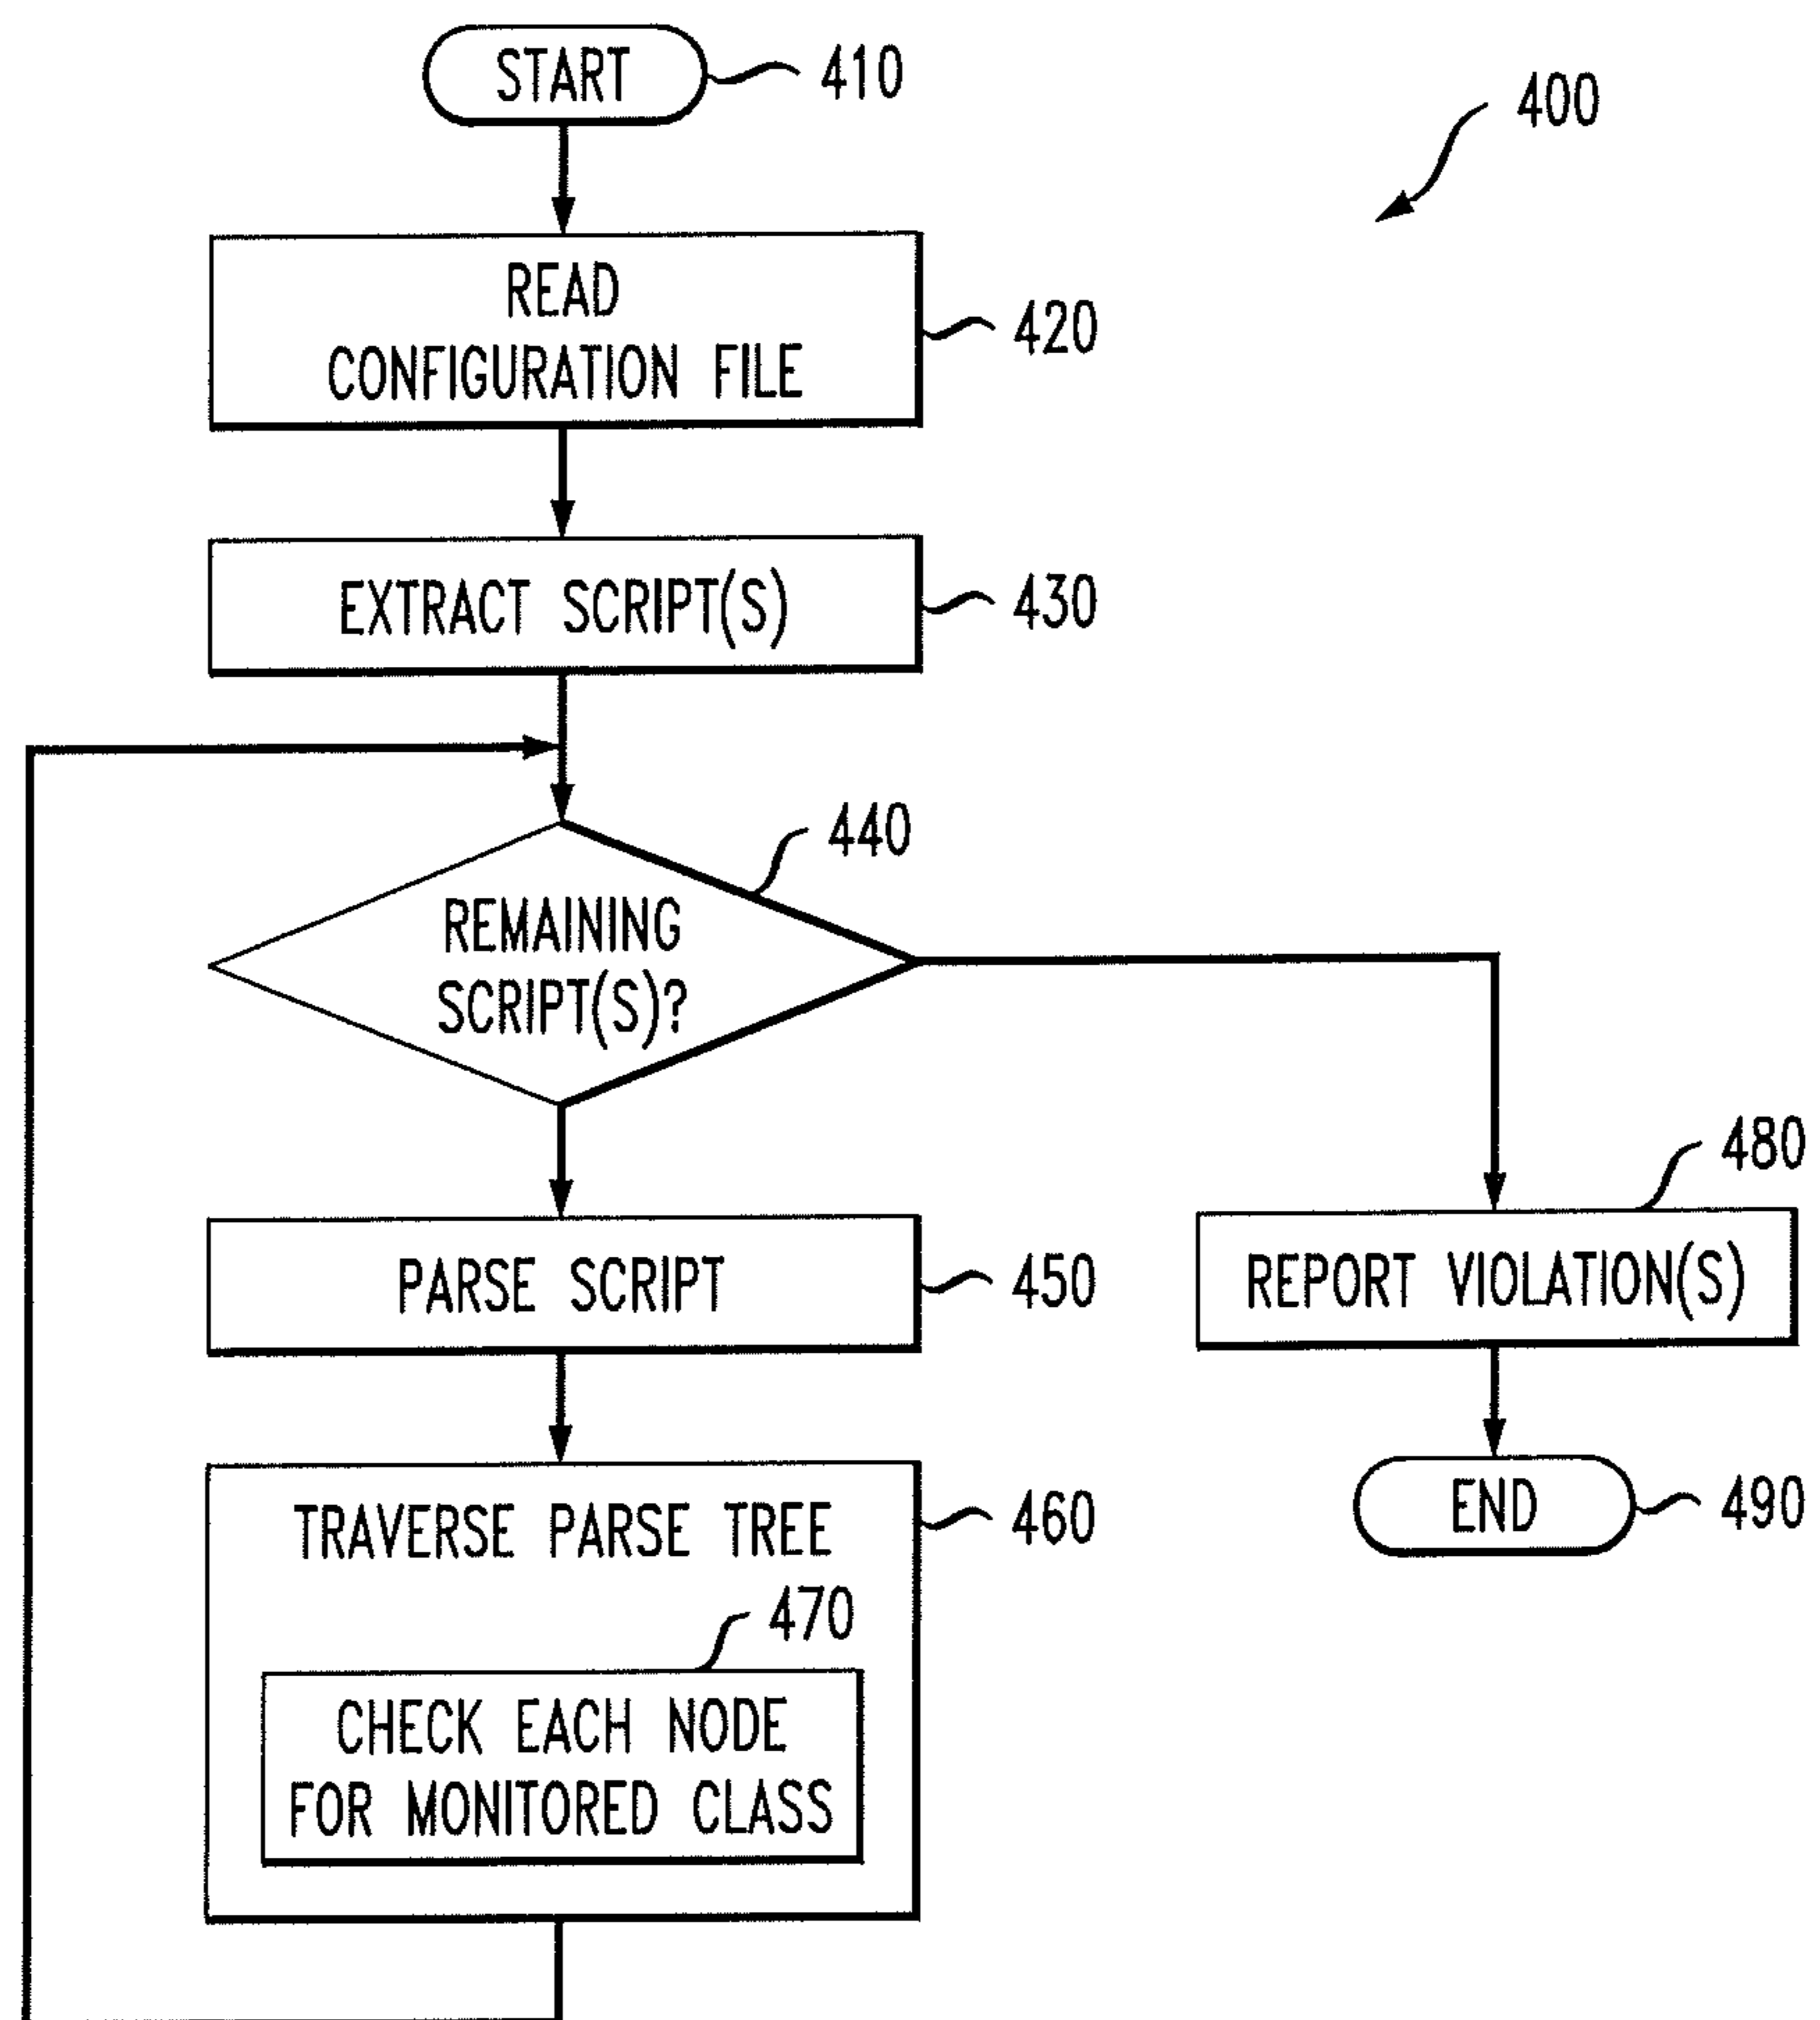 START
410
400
READ
CONFIGURATION FILE
420
EXTRACT SCRIPT(S)
430
440
REMAINING
SCRIPT(S)?
480
PARSE SCRIPT
450
REPORT VIOLATION(S)
TRAVERSE PARSE TREE
460
END
490
470
CHECK EACH NODE
FOR MONITORED CLASS